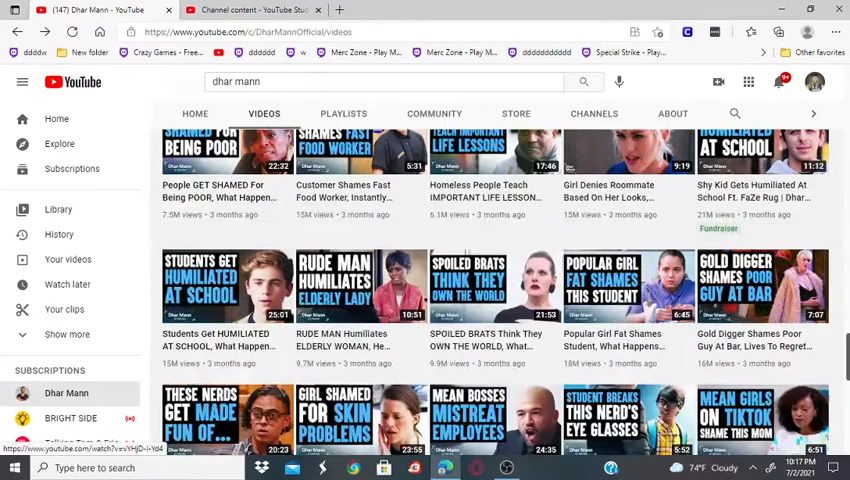 (147) Dhar Mann - YouTube
Channel content - YouTube Stud
https://www.youtube.com/c/DharMannOfficial/videos
ddddw
New folder
Crazy Games - Free...
dddddd
w
Merc Zone - Play M...
Merc Zone - Play M...
ddddddddddd
Special Strike - Play...
Other favorites
YouTube
dhar mann
9+
HOME
VIDEOS
PLAYLISTS
COMMUNITY
STORE
CHANNELS
ABOUT
Home
Explore
Subscriptions
Library
History
Your videos
Watch later
Your clips
Show more
SUBSCRIPTIONS
Dhar Mann
BRIGHT SIDE
https://www.youtube.com/watch?v=vYHjD-I-Yd4
SHAMED FOR
BEING POOR
22:32
SHAMES FAST
FOOD WORKER
5:31
TEACH IMPORTANT
LIFE LESSONS
17:46
9:19
HUMILIATED
AT SCHOOL
11:12
People GET SHAMED For
Being POOR, What Happen...
7.5M views • 3 months ago
Customer Shames Fast
Food Worker, Instantly...
15M views • 3 months ago
Homeless People Teach
IMPORTANT LIFE LESSON...
6.1M views • 3 months ago
Girl Denies Roommate
Based On Her Looks,...
15M views • 3 months ago
Shy Kid Gets Humiliated At
School Ft. FaZe Rug | Dhar...
21M views • 3 months ago
Fundraiser
STUDENTS GET
HUMILIATED
AT SCHOOL
25:01
RUDE MAN
HUMILIATES
ELDERLY LADY
10:51
SPOILED BRATS
THINK THEY
OWN THE WORLD
21:53
POPULAR GIRL
FAT SHAMES
THIS STUDENT
6:45
GOLD DIGGER
SHAMES POOR
GUY AT BAR
7:07
Students Get HUMILIATED
AT SCHOOL, What Happen...
15M views • 3 months ago
RUDE MAN Humiliates
ELDERLY WOMAN, He...
9.7M views • 3 months ago
SPOILED BRATS Think They
OWN THE WORLD, What...
9.9M views • 3 months ago
Popular Girl Fat Shames
Student, What Happens...
18M views • 3 months ago
Gold Digger Shames Poor
Guy At Bar, Lives To Regret...
16M views • 3 months ago
THESE NERDS
GET MADE
FUN OF...
20:23
GIRL SHAMED
FOR SKIN
PROBLEMS
23:55
MEAN BOSSES
MISTREAT
EMPLOYEES
24:35
STUDENT BREAKS
THIS NERD'S
EYE GLASSES
5:52
MEAN GIRLS
ON TIKTOK
SHAME THIS MOM
6:51
Type here to search
74°F Cloudy
10:17 PM
7/2/2021